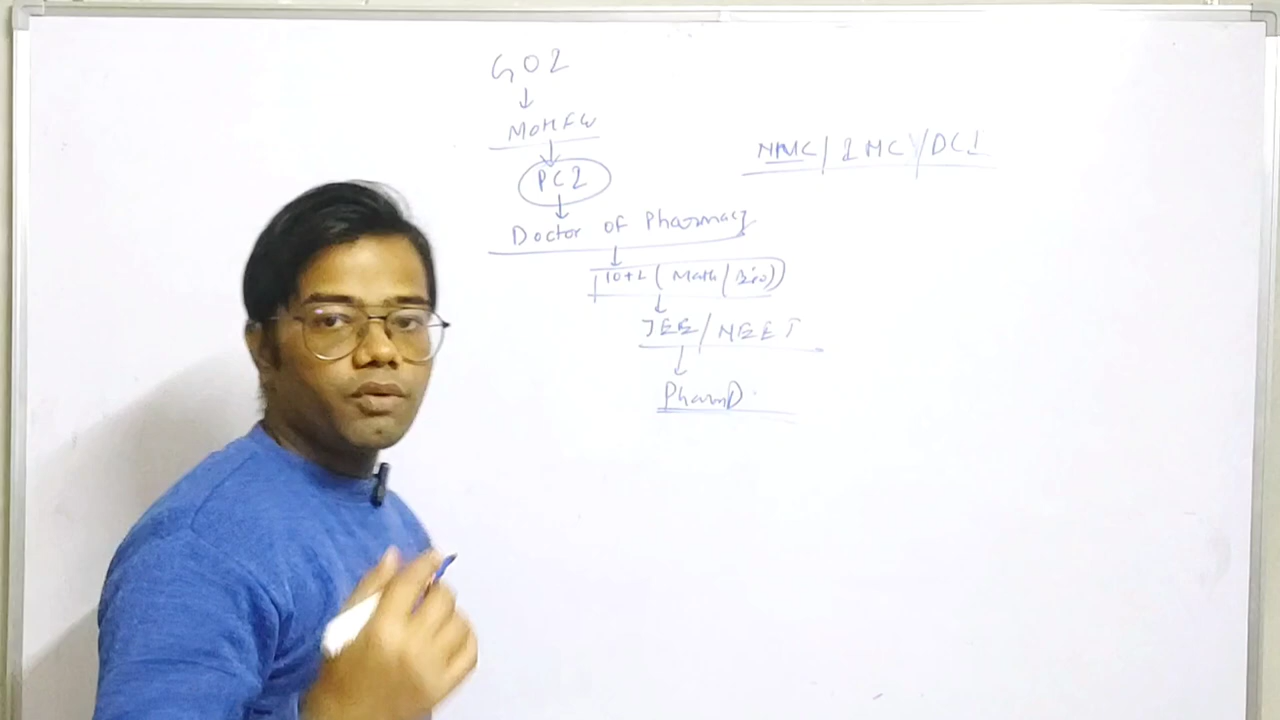 GOI
MOHFW
PCI
NMC/IMC/DCI
Doctor of Pharmacy
10+2 (Math/Bio)
JEE/NEET
PharmD